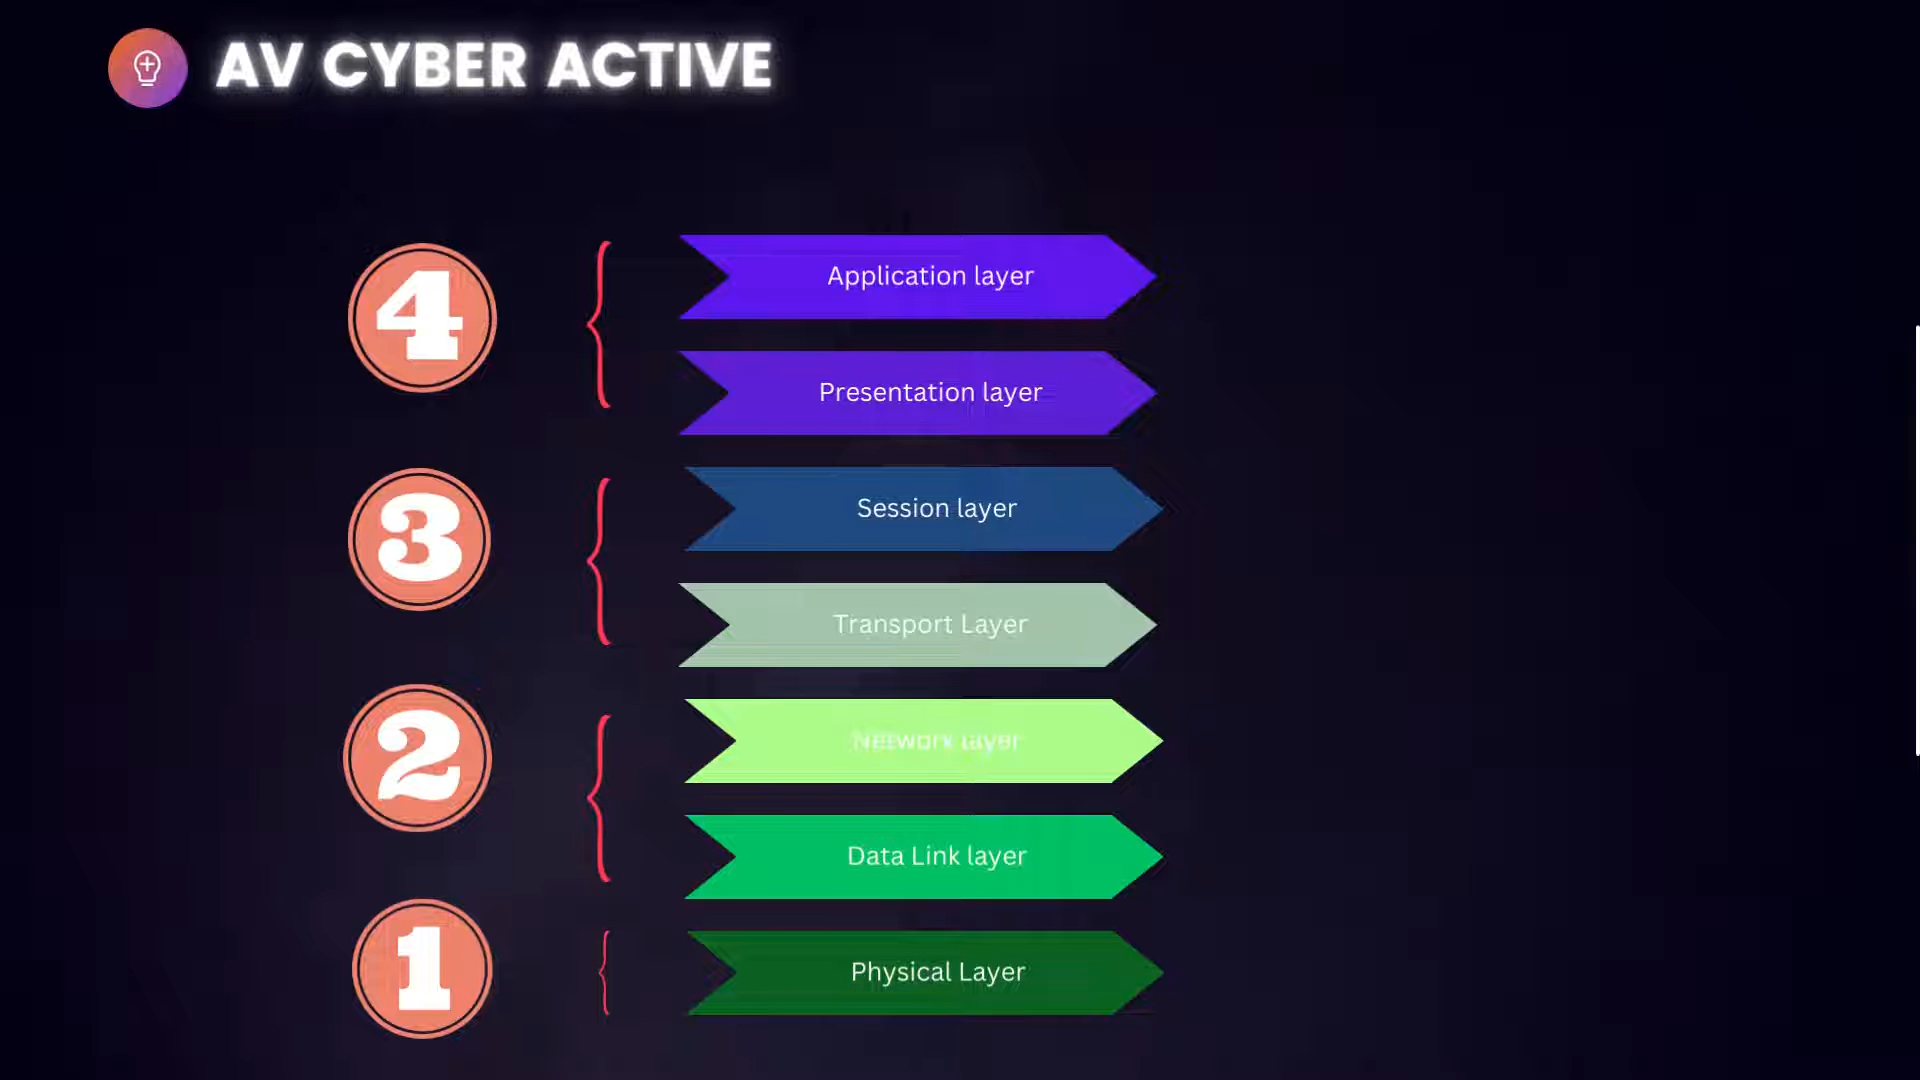 AV CYBER ACTIVE
4
Application layer
Presentation layer
3
Session layer
Transport Layer
2
Network layer
Data Link layer
1
Physical Layer